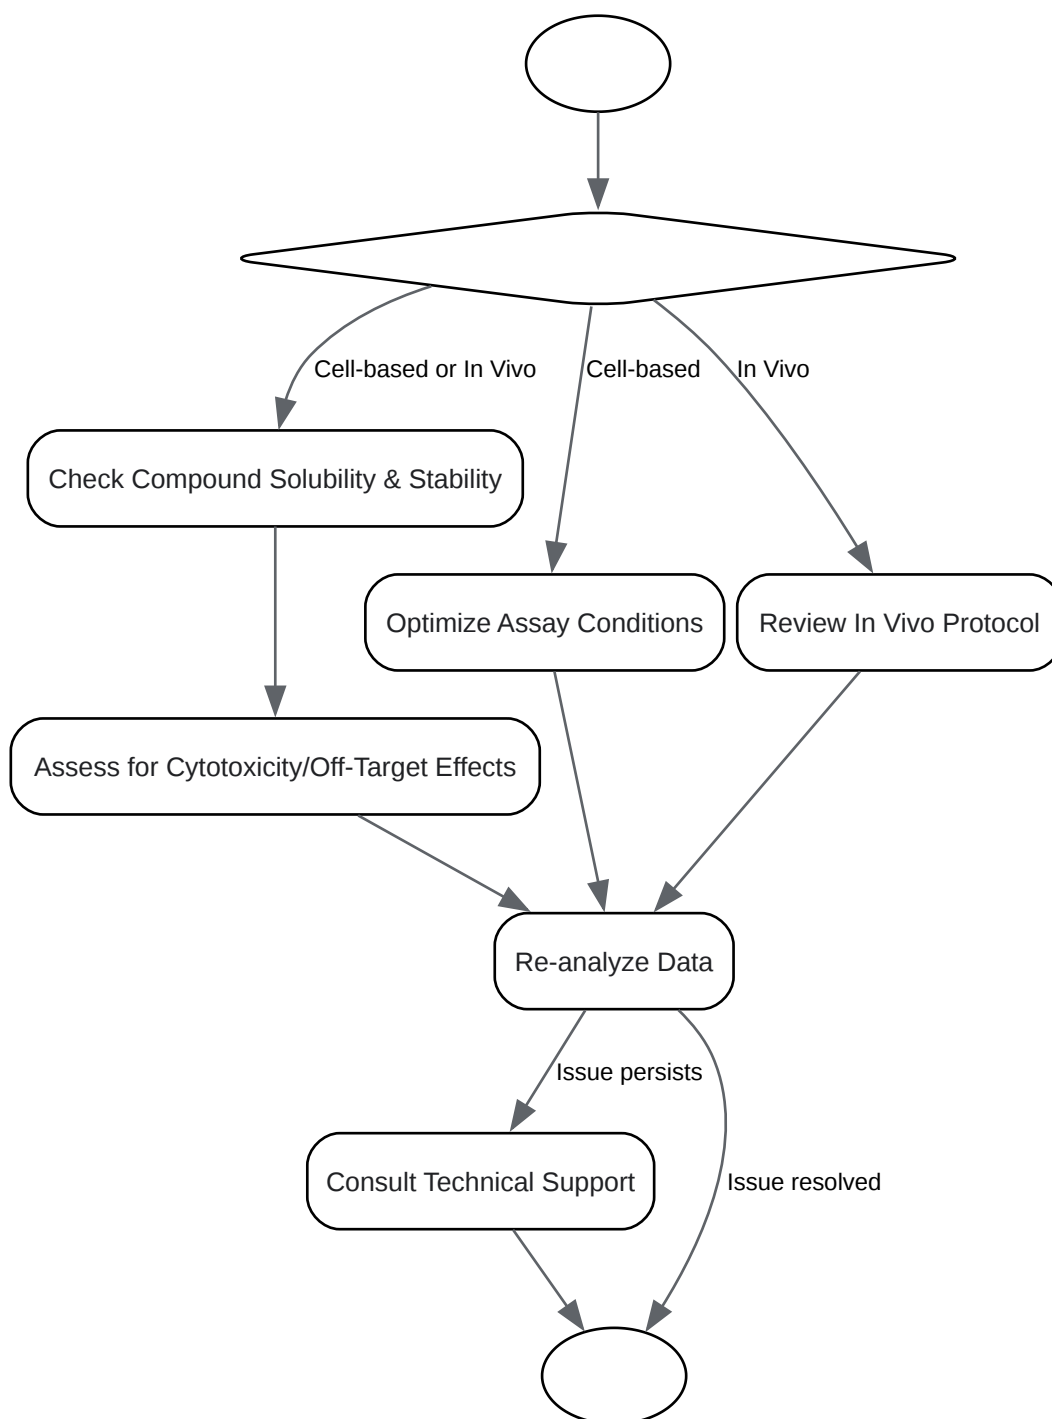 Cell-based or In Vivo
Cell-based
In Vivo
Check Compound Solubility & Stability
Optimize Assay Conditions
Review In Vivo Protocol
Assess for Cytotoxicity/Off-Target Effects
Re-analyze Data
Issue persists
Consult Technical Support
Issue resolved